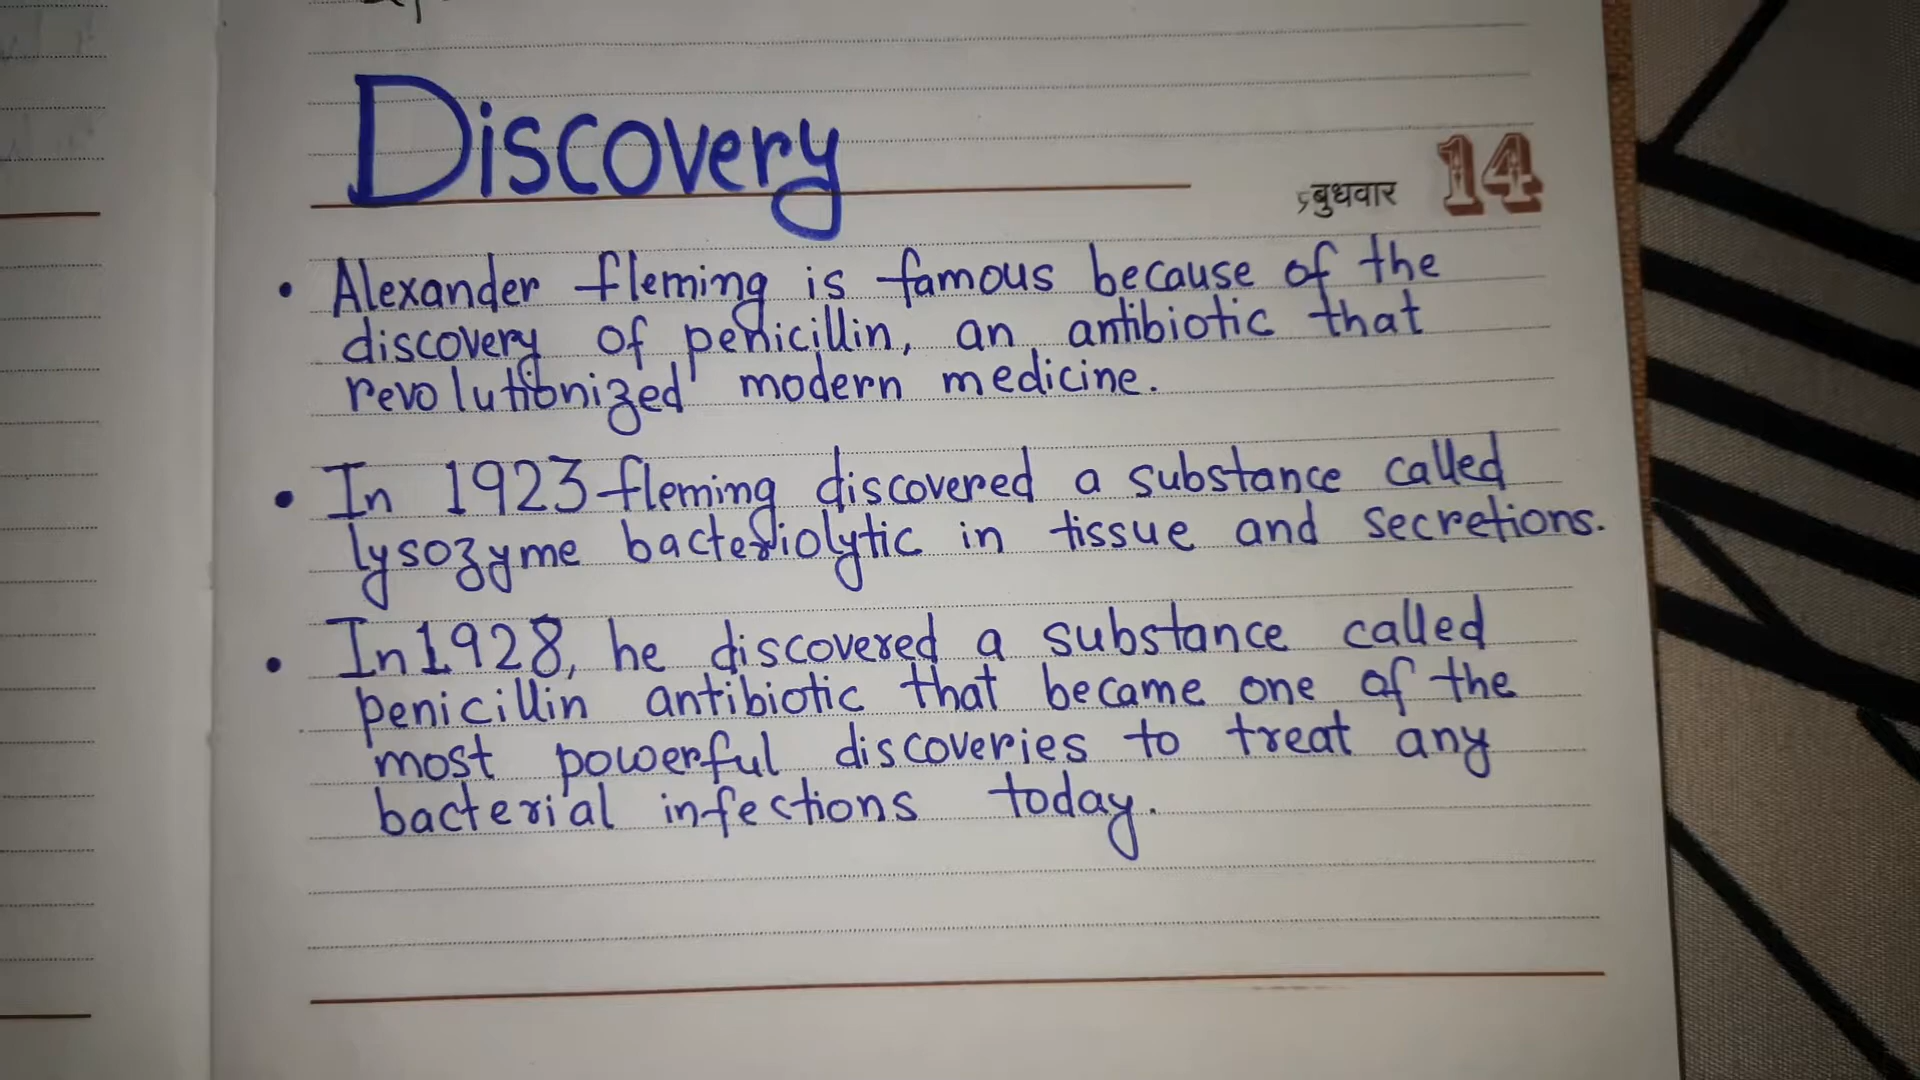 Discovery
बुधवार 14
• Alexander fleming is famous because of the
discovery of penicillin, an antibiotic that
revolutionized modern medicine.
• In 1923 fleming discovered a substance called
lysozyme bacteriolytic in tissue and secretions.
• In 1928, he discovered a substance called
penicillin antibiotic that became one of the
most powerful discoveries to treat any
bacterial infections today.